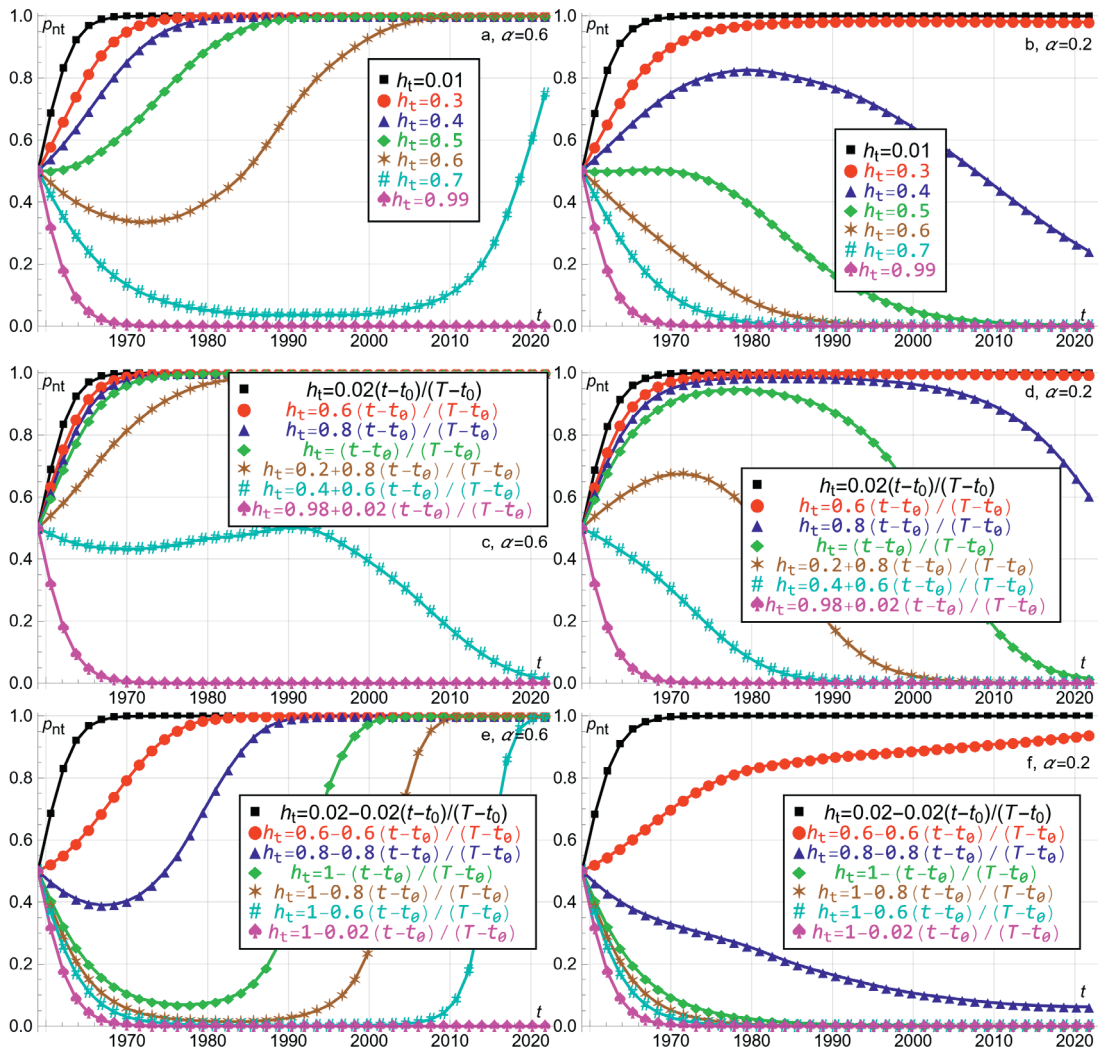 1.0
pnt
a, α=0.6
0.8
0.6
0.4
0.2
0.0
■ ht=0.01
● ht=0.3
▲ ht=0.4
◆ ht=0.5
✶ ht=0.6
# ht=0.7
♠ ht=0.99
t
1970 1980 1990 2000 2010 2020
1.0
pnt
b, α=0.2
0.8
0.6
0.4
0.2
0.0
■ ht=0.01
● ht=0.3
▲ ht=0.4
◆ ht=0.5
✶ ht=0.6
# ht=0.7
♠ ht=0.99
t
1970 1980 1990 2000 2010 2020
1.0
pnt
0.8
0.6
0.4
0.2
0.0
■ ht=0.02(t-t0)/(T-t0)
● ht=0.6(t-t0)/(T-t0)
▲ ht=0.8(t-t0)/(T-t0)
◆ ht=(t-t0)/(T-t0)
✶ ht=0.2+0.8(t-t0)/(T-t0)
# ht=0.4+0.6(t-t0)/(T-t0)
♠ ht=0.98+0.02(t-t0)/(T-t0)
c, α=0.6
t
1970 1980 1990 2000 2010 2020
1.0
pnt
d, α=0.2
0.8
0.6
0.4
0.2
0.0
■ ht=0.02(t-t0)/(T-t0)
● ht=0.6(t-t0)/(T-t0)
▲ ht=0.8(t-t0)/(T-t0)
◆ ht=(t-t0)/(T-t0)
✶ ht=0.2+0.8(t-t0)/(T-t0)
# ht=0.4+0.6(t-t0)/(T-t0)
♠ ht=0.98+0.02(t-t0)/(T-t0)
t
1970 1980 1990 2000 2010 2020
1.0
pnt
e, α=0.6
0.8
0.6
0.4
0.2
0.0
■ ht=0.02-0.02(t-t0)/(T-t0)
● ht=0.6-0.6(t-t0)/(T-t0)
▲ ht=0.8-0.8(t-t0)/(T-t0)
◆ ht=1-(t-t0)/(T-t0)
✶ ht=1-0.8(t-t0)/(T-t0)
# ht=1-0.6(t-t0)/(T-t0)
♠ ht=1-0.02(t-t0)/(T-t0)
t
1970 1980 1990 2000 2010 2020
1.0
pnt
f, α=0.2
0.8
0.6
0.4
0.2
0.0
■ ht=0.02-0.02(t-t0)/(T-t0)
● ht=0.6-0.6(t-t0)/(T-t0)
▲ ht=0.8-0.8(t-t0)/(T-t0)
◆ ht=1-(t-t0)/(T-t0)
✶ ht=1-0.8(t-t0)/(T-t0)
# ht=1-0.6(t-t0)/(T-t0)
♠ ht=1-0.02(t-t0)/(T-t0)
t
1970 1980 1990 2000 2010 2020